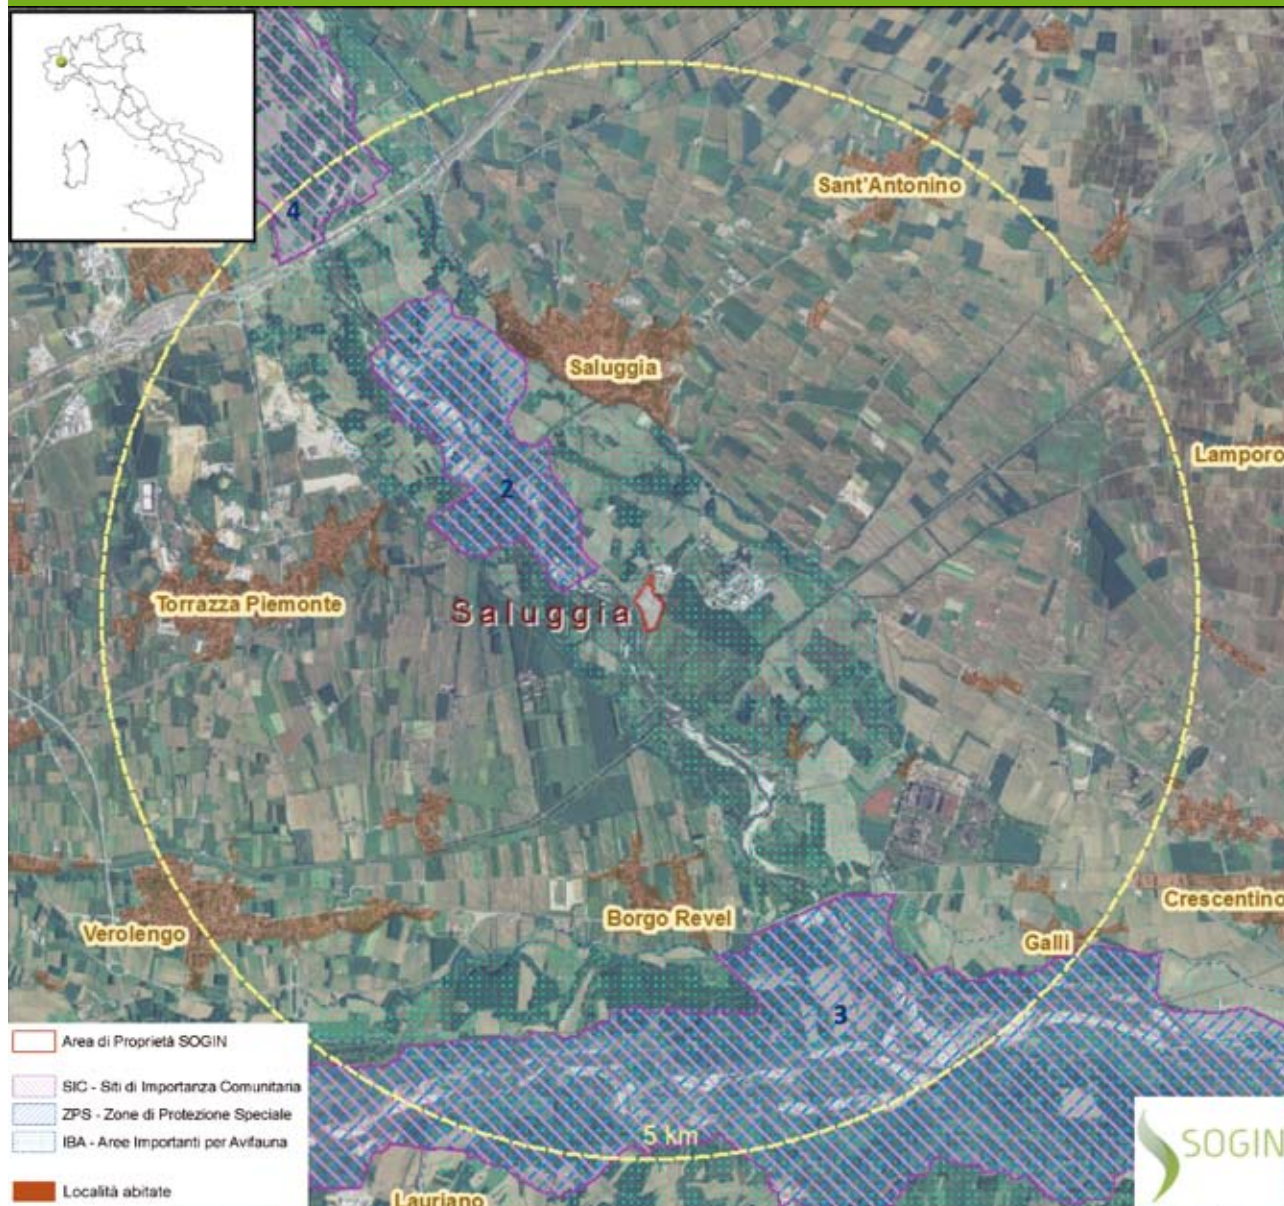 4
Sant'Antonino
Saluggia
Lamporo
2
Torrazza Piemonte
Saluggia
Crescentino
Borgo Revel
Verolengo
Galli
3
5 km
Lauriano
Area di Proprietà SOGIN
SIC - Siti di Importanza Comunitaria
ZPS - Zone di Protezione Speciale
IBA - Aree Importanti per Avifauna
Località abitate
SOGIN